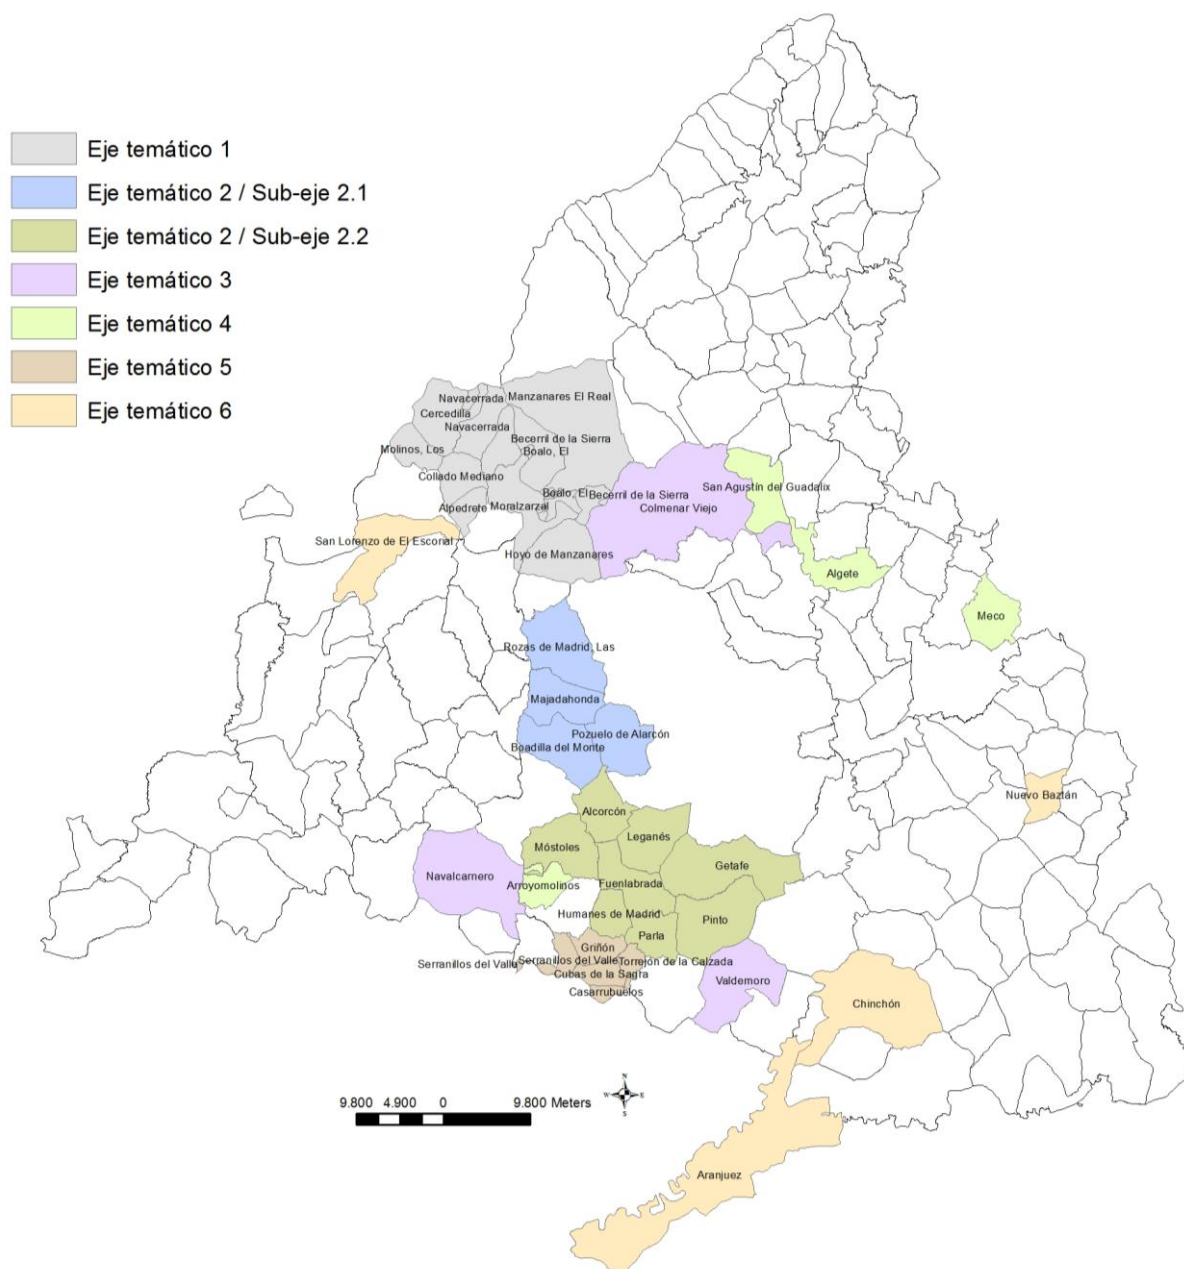 Eje temático 1
Eje temático 2 / Sub-eje 2.1
Eje temático 2 / Sub-eje 2.2
Eje temático 3
Eje temático 4
Eje temático 5
Eje temático 6
Navacerrada
Manzanares El Real
Cercedilla
Navacerrada
Becerril de la Sierra
Molinos, Los
Boalo, El
Collado Mediano
Boalo, El
Becerril de la Sierra
San Agustín del Guadalix
Alpedrete
Moralzarzal
Colmenar Viejo
San Lorenzo de El Escorial
Hoyo de Manzanares
Algete
Meco
Rozas de Madrid, Las
Majadahonda
Pozuelo de Alarcón
Boadilla del Monte
Nuevo Baztán
Alcorcón
Leganés
Móstoles
Getafe
Navalcarnero
Arroyomolinos
Fuenlabrada
Humanes de Madrid
Pinto
Parla
Griñón
Serranillos del Valle
Serranillos del Valle
Torrejón de la Calzada
Cubas de la Sagra
Casarrubuelos
Valdemoro
Chinchón
N
W E
S
9.800 4.900 0 9.800 Meters
Aranjuez